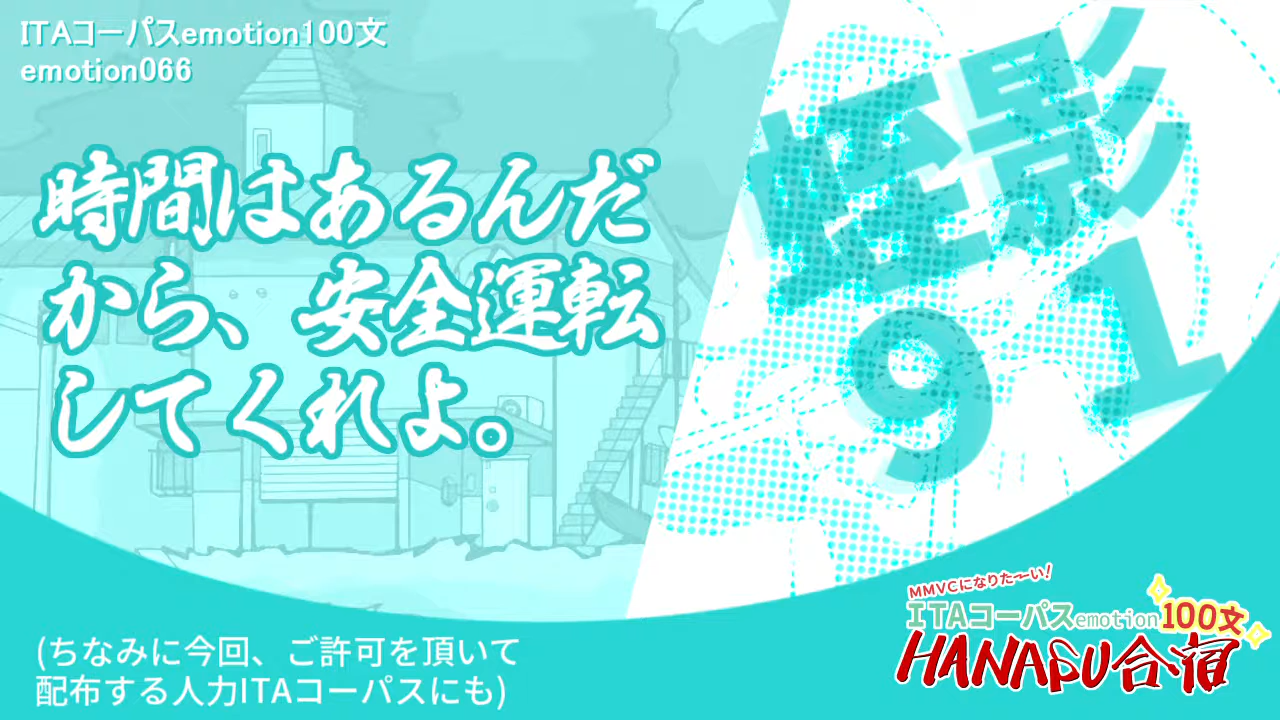 ITAコーパスemotion100文
emotion066
時間はあるんだ
から、安全運転
してくれよ。
影
9
1
(ちなみに今回、ご許可を頂いて
配布する人力ITAコーパスにも)
MMVCになりた〜い!
ITAコーパスemotion100文
HANASU合宿